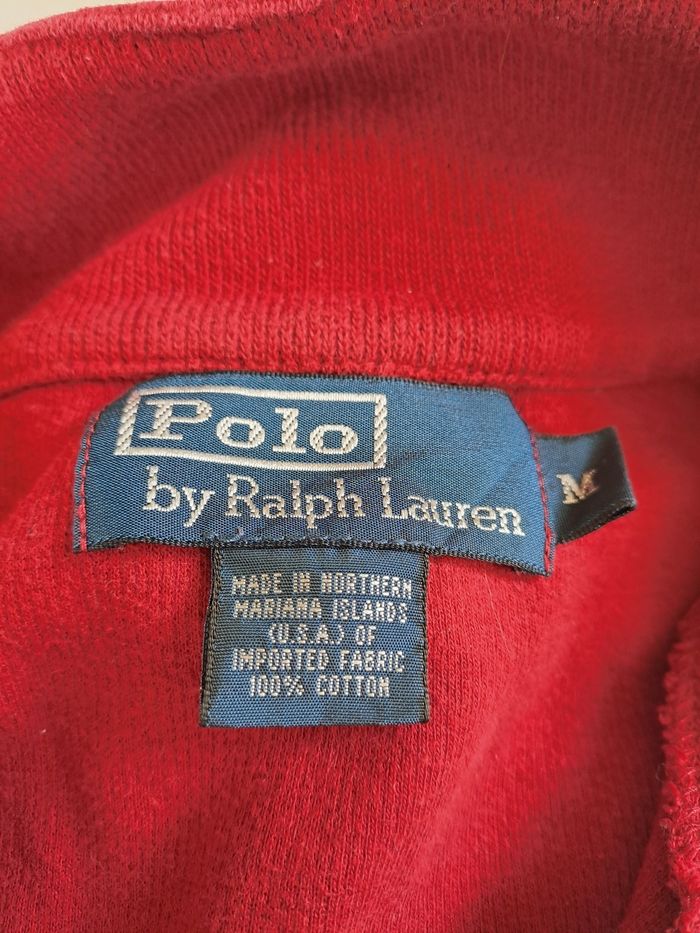 Polo
by Ralph Lauren
M
MADE IN NORTHERN
MARIANA ISLANDS
(U.S.A.) OF
IMPORTED FABRIC
100% COTTON